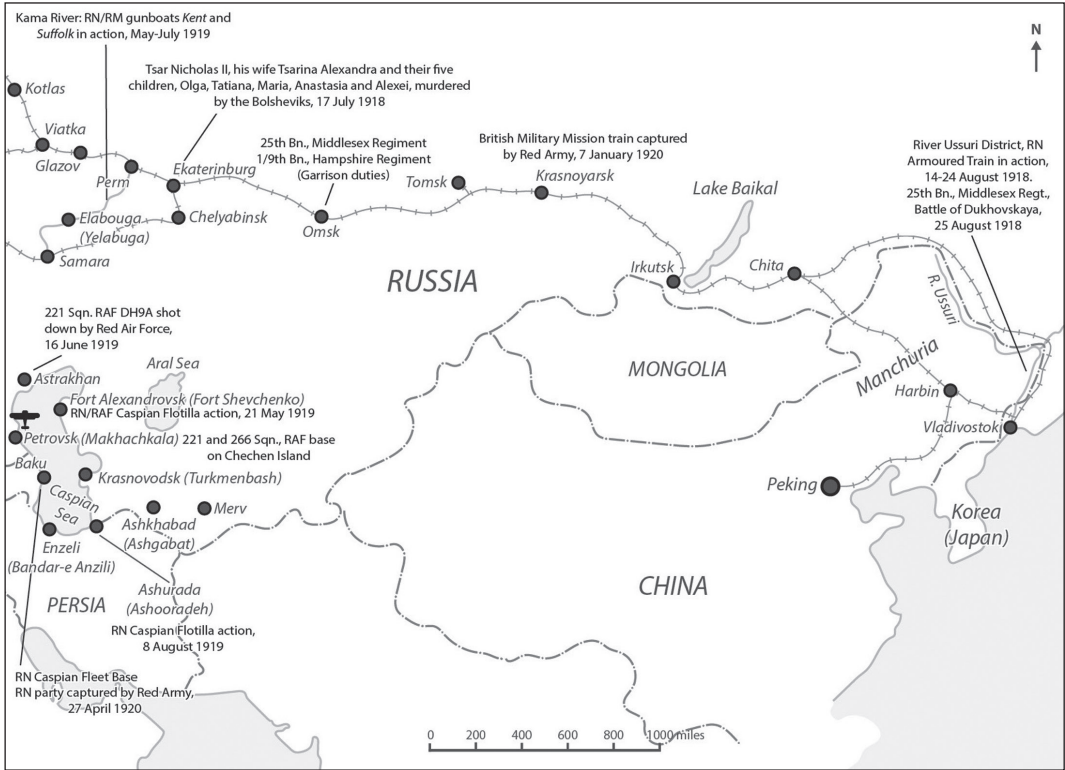 Kama River: RN/RM gunboats Kent and
Suffolk in action, May-July 1919
N
Tsar Nicholas II, his wife Tsarina Alexandra and their five
children, Olga, Tatiana, Maria, Anastasia and Alexei, murdered
by the Bolsheviks, 17 July 1918
Kotlas
Viatka
Glazov
Perm
Ekaterinburg
25th Bn., Middlesex Regiment
1/9th Bn., Hampshire Regiment
(Garrison duties)
British Military Mission train captured
by Red Army, 7 January 1920
River Ussuri District, RN
Armoured Train in action,
14-24 August 1918.
25th Bn., Middlesex Regt.,
Battle of Dukhovskaya,
25 August 1918
Tomsk
Krasnoyarsk
Lake Baikal
Elabouga
(Yelabuga)
Chelyabinsk
Omsk
Samara
RUSSIA
Irkutsk
Chita
R. Ussuri
221 Sqn. RAF DH9A shot
down by Red Air Force,
16 June 1919
Aral Sea
MONGOLIA
Manchuria
Astrakhan
Fort Alexandrovsk (Fort Shevchenko)
RN/RAF Caspian Flotilla action, 21 May 1919
Harbin
Petrovsk (Makhachkala)
221 and 266 Sqn., RAF base
on Chechen Island
Vladivostok
Baku
Krasnovodsk (Turkmenbash)
Caspian
Sea
Merv
Peking
Ashkhabad
(Ashgabat)
Korea
(Japan)
Enzeli
(Bandar-e Anzili)
CHINA
PERSIA
Ashurada
(Ashooradeh)
RN Caspian Flotilla action,
8 August 1919
RN Caspian Fleet Base
RN party captured by Red Army,
27 April 1920
0 200 400 600 800 1000 miles